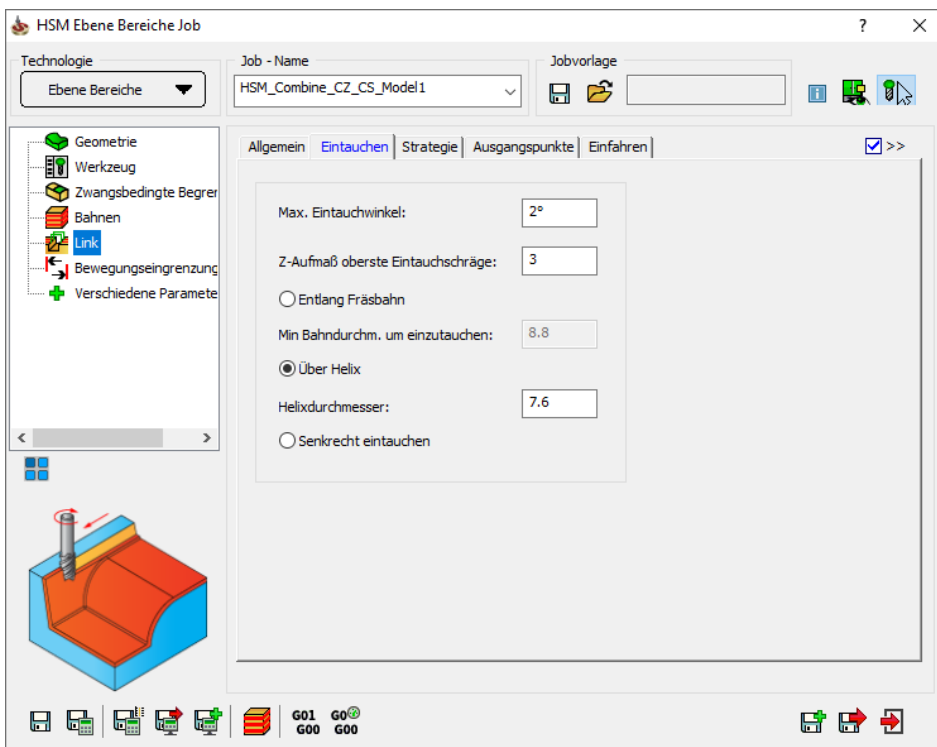 HSM Ebene Bereiche Job
?
Technologie
Job - Name
Jobvorlage
Ebene Bereiche
HSM_Combine_CZ_CS_Model1
Geometrie
Werkzeug
Zwangsbedingte Begrer
Bahnen
Link
Bewegungseingrenzung
Verschiedene Paramete
Allgemein Eintauchen Strategie Ausgangspunkte Einfahren >>
Max. Eintauchwinkel: 2°
Z-Aufmaß oberste Eintauchschräge: 3
Entlang Fräsbahn
Min Bahndurchm. um einzutauchen: 8.8
Über Helix
Helixdurchmesser: 7.6
Senkrecht eintauchen
G01 G0
G00 G00